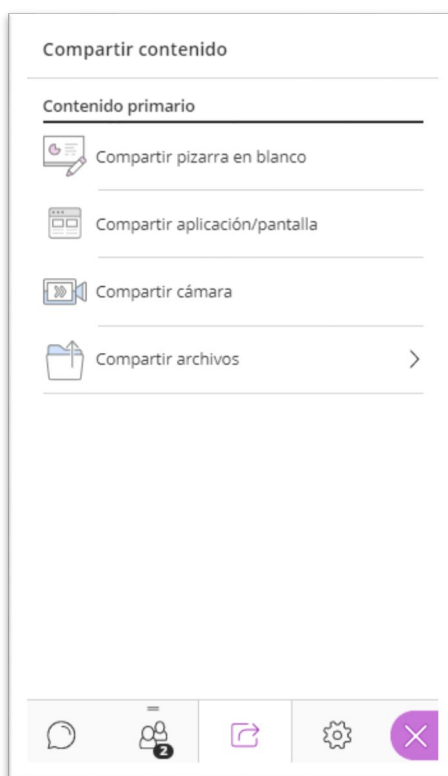 Compartir contenido
Contenido primario
Compartir pizarra en blanco
Compartir aplicación/pantalla
Compartir cámara
Compartir archivos
2